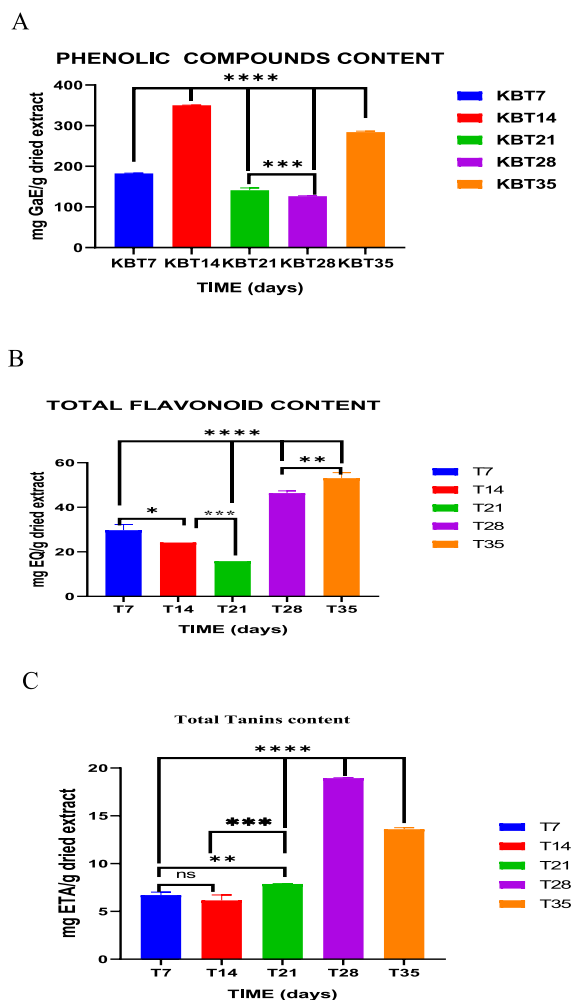 A
PHENOLIC COMPOUNDS CONTENT
****
***
400
300
200
100
0
mg GaE/g dried extract
KBT7 KBT14 KBT21 KBT28 KBT35
TIME (days)
KBT7
KBT14
KBT21
KBT28
KBT35
B
TOTAL FLAVONOID CONTENT
****
**
*
***
60
40
20
0
mg EQ/g dried extract
T7 T14 T21 T28 T35
TIME (days)
T7
T14
T21
T28
T35
C
Total Tanins content
****
***
**
ns
20
15
10
5
0
mg ETA/g dried extract
T7 T14 T21 T28 T35
TIME (days)
T7
T14
T21
T28
T35